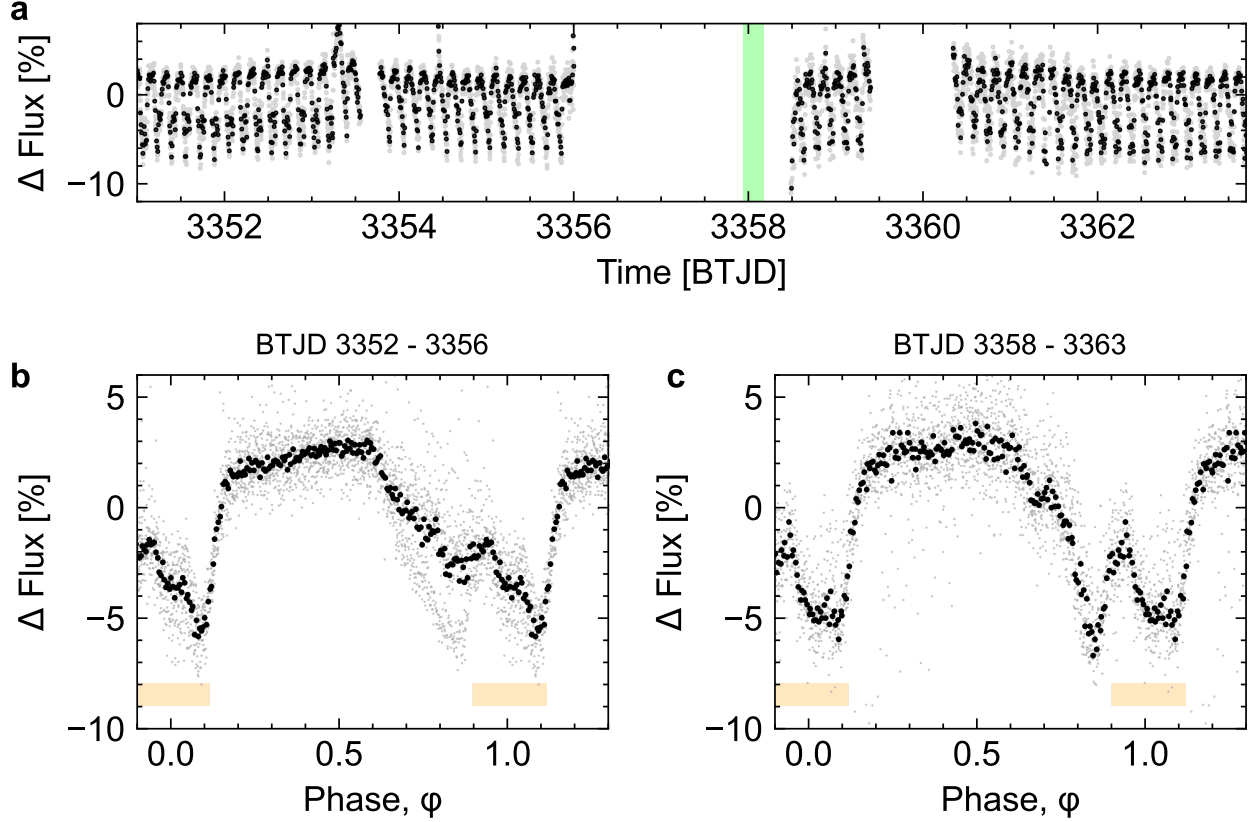 a
Δ Flux [%]
0
−10
3352 3354 3356 3358 3360 3362
Time [BTJD]
b
BTJD 3352 - 3356
Δ Flux [%]
5
0
−5
−10
0.0 0.5 1.0
Phase, φ
c
BTJD 3358 - 3363
Δ Flux [%]
5
0
−5
−10
0.0 0.5 1.0
Phase, φ